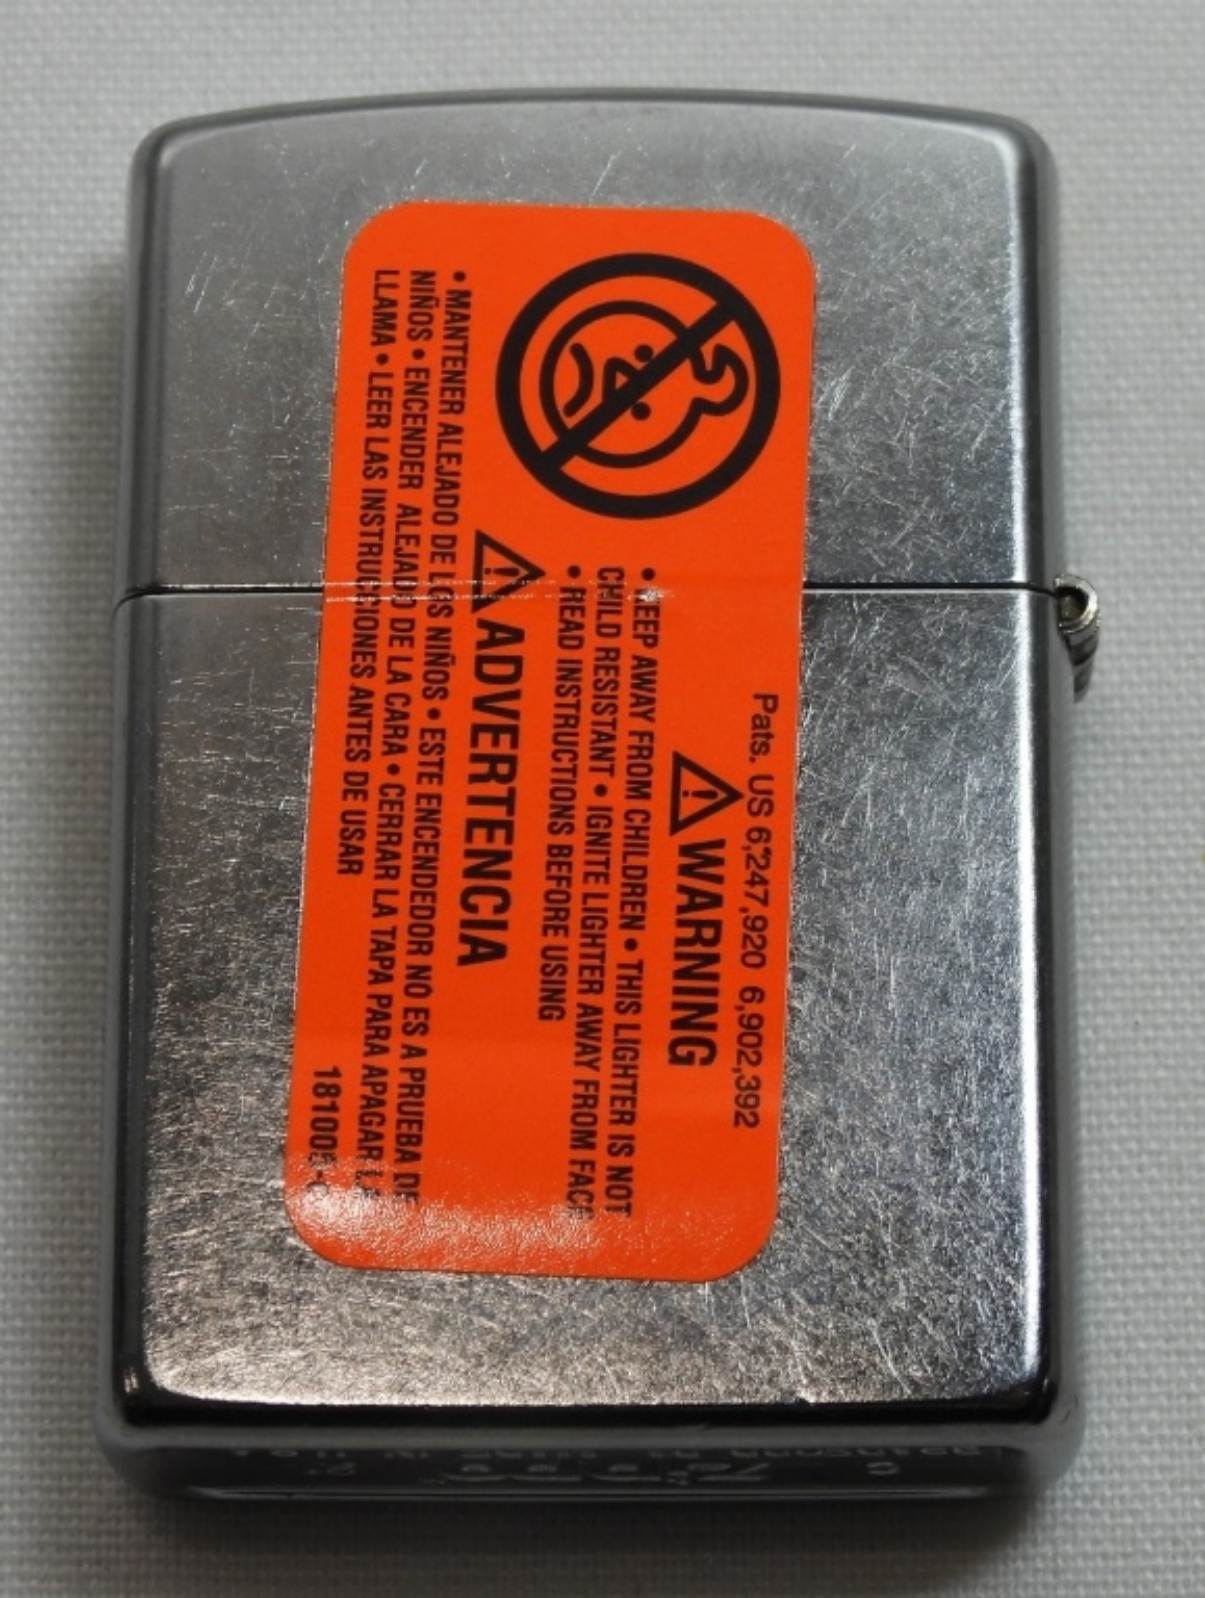 Pats. US 6,247,920 6,902,392
WARNING
• KEEP AWAY FROM CHILDREN • THIS LIGHTER IS NOT
CHILD RESISTANT • IGNITE LIGHTER AWAY FROM FACE
• READ INSTRUCTIONS BEFORE USING
ADVERTENCIA
• MANTENER ALEJADO DE LOS NIÑOS • ESTE ENCENDEDOR NO ES A PRUEBA DE
NIÑOS • ENCENDER ALEJADO DE LA CARA • CERRAR LA TAPA PARA APAGAR LA
LLAMA • LEER LAS INSTRUCCIONES ANTES DE USAR